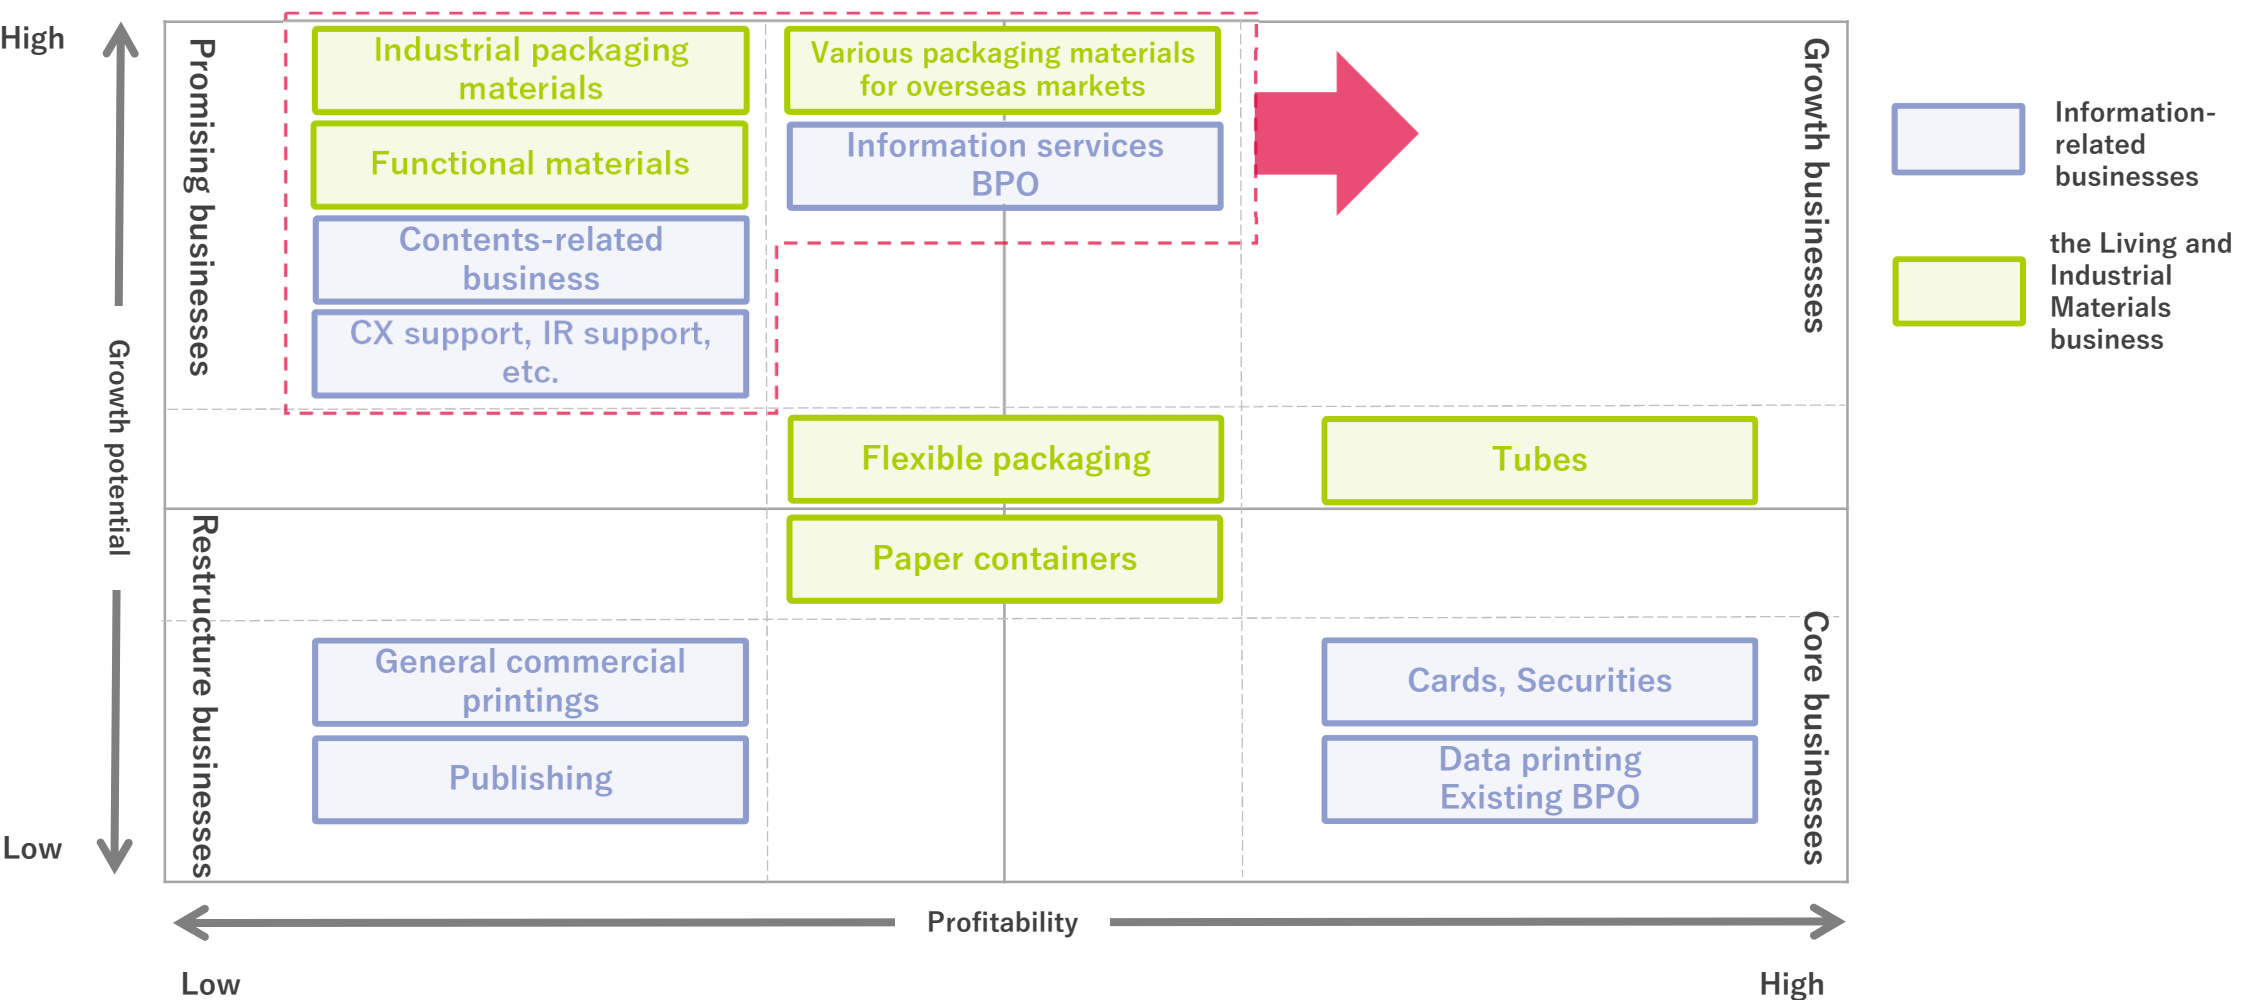 High
Promising businesses
Industrial packaging
materials
Various packaging materials
for overseas markets
Functional materials
Information services
BPO
Contents-related
business
CX support, IR support,
etc.
Growth businesses
Information-
related
businesses
the Living and
Industrial
Materials
business
Growth potential
Flexible packaging
Tubes
Restructure businesses
Paper containers
General commercial
printings
Publishing
Cards, Securities
Data printing
Existing BPO
Core businesses
Low
Profitability
Low
High